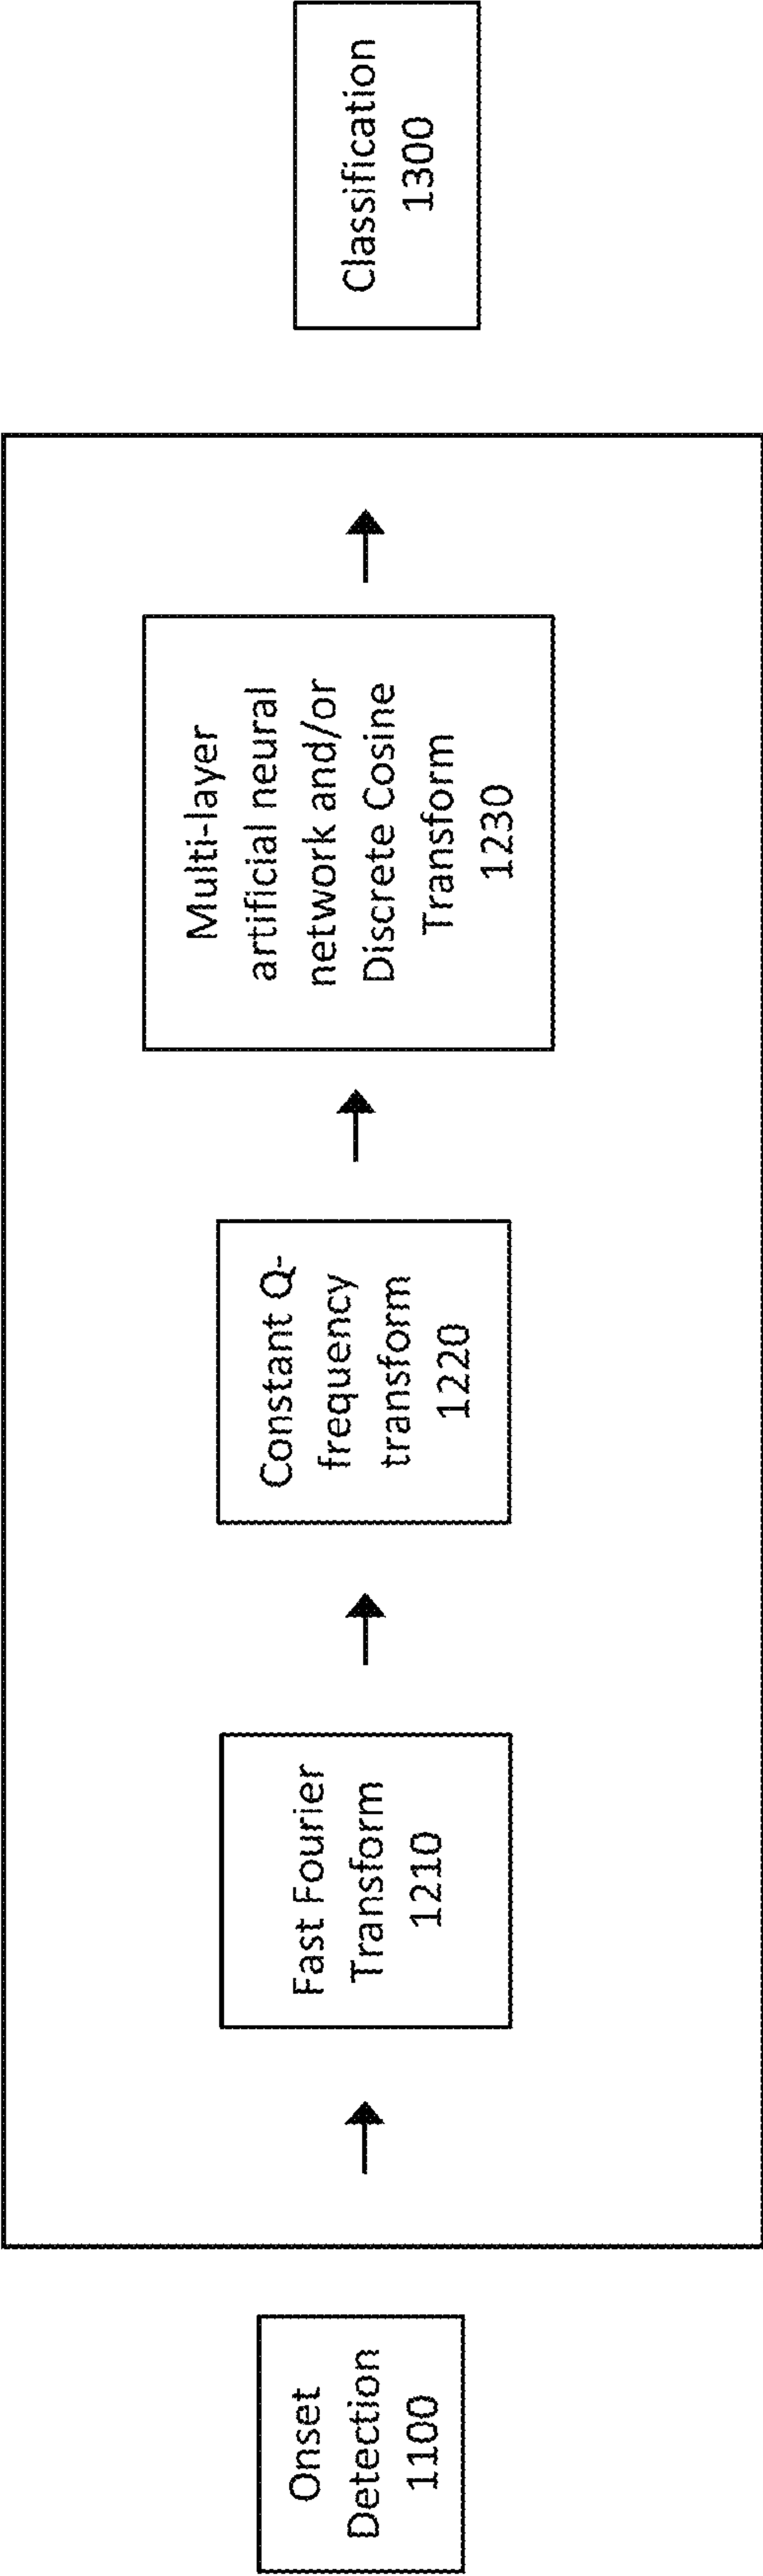 Onset
Detection
1100
Fast Fourier
Transform
1210
Constant Q-
frequency
transform
1220
Multi-layer
artificial neural
network and/or
Discrete Cosine
Transform
1230
Classification
1300